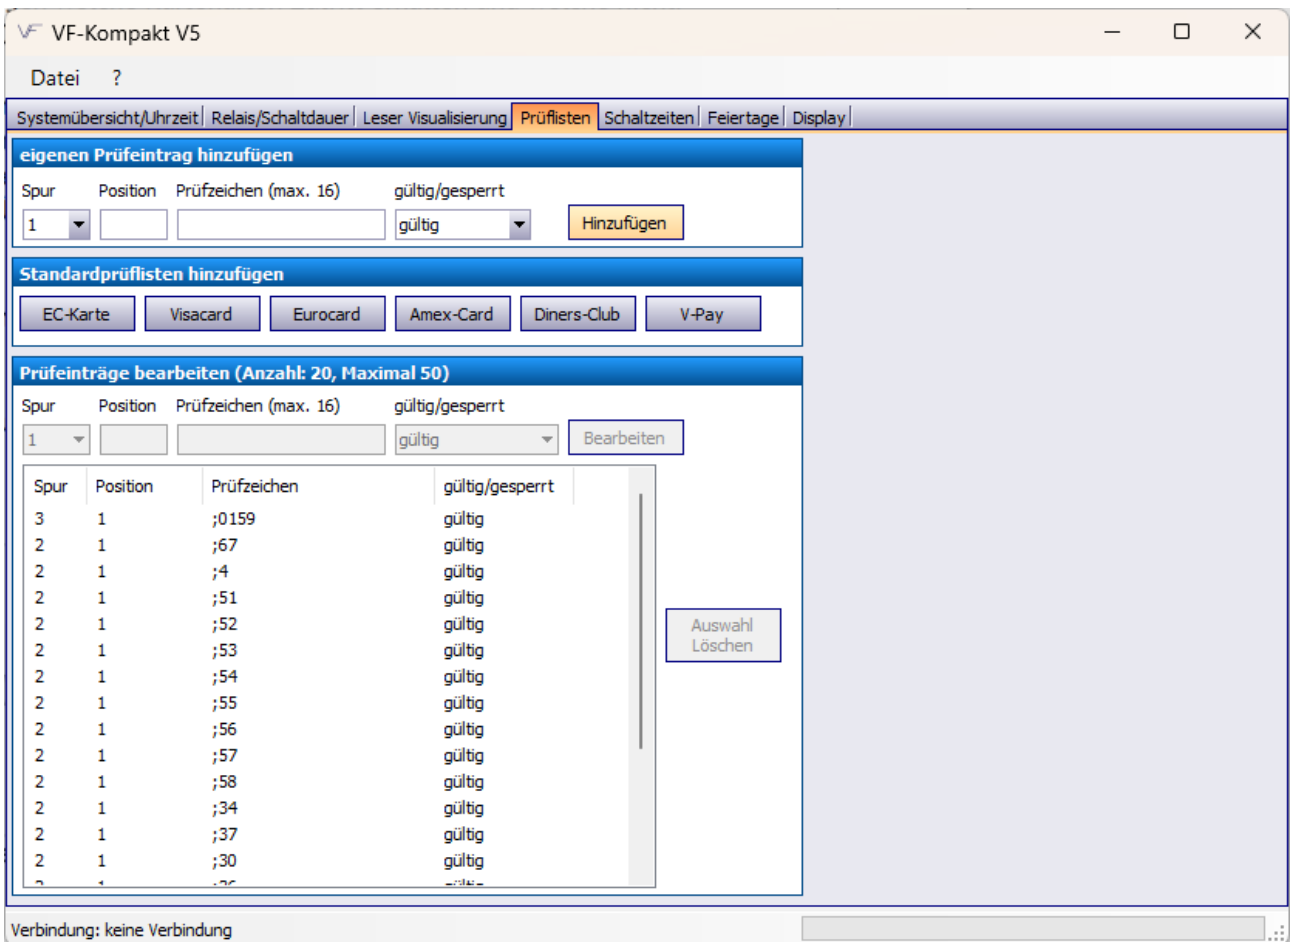 VF VF-Kompakt V5
Datei ?
Systemübersicht/Uhrzeit Relais/Schaltdauer Leser Visualisierung Prüflisten Schaltzeiten Feiertage Display
eigenen Prüfeintrag hinzufügen
Spur Position Prüfzeichen (max. 16) gültig/gesperrt
1 gültig Hinzufügen
Standardprüflisten hinzufügen
EC-Karte Visacard Eurocard Amex-Card Diners-Club V-Pay
Prüfeinträge bearbeiten (Anzahl: 20, Maximal 50)
Spur Position Prüfzeichen (max. 16) gültig/gesperrt
1 gültig Bearbeiten
Spur Position Prüfzeichen gültig/gesperrt
3 1 ;0159 gültig
2 1 ;67 gültig
2 1 ;4 gültig
2 1 ;51 gültig
2 1 ;52 gültig
2 1 ;53 gültig
2 1 ;54 gültig
2 1 ;55 gültig
2 1 ;56 gültig
2 1 ;57 gültig
2 1 ;58 gültig
2 1 ;34 gültig
2 1 ;37 gültig
2 1 ;30 gültig
Auswahl
Löschen
Verbindung: keine Verbindung